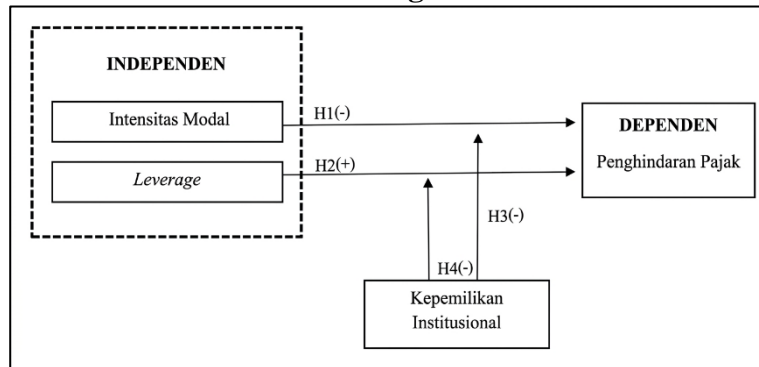 INDEPENDEN
Intensitas Modal
H1(-)
Leverage
H2(+)
DEPENDEN
Penghindaran Pajak
H3(-)
H4(-)
Kepemilikan
Institusional